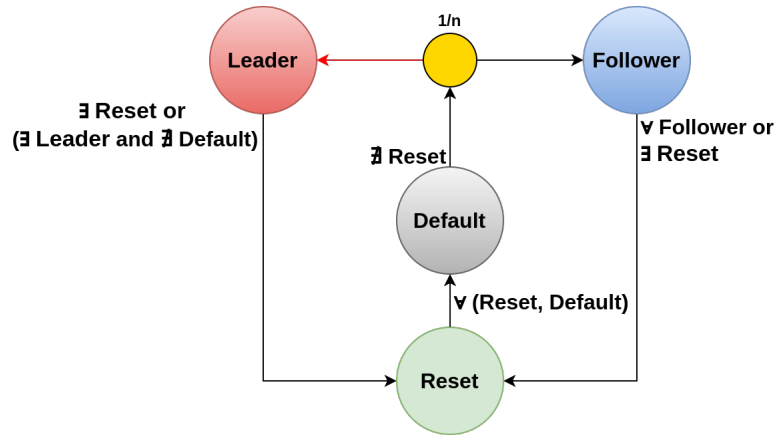 1/n
Leader
Follower
∃ Reset or
(∃ Leader and ∄ Default)
∀ Follower or
∃ Reset
∄ Reset
Default
∀ (Reset, Default)
Reset